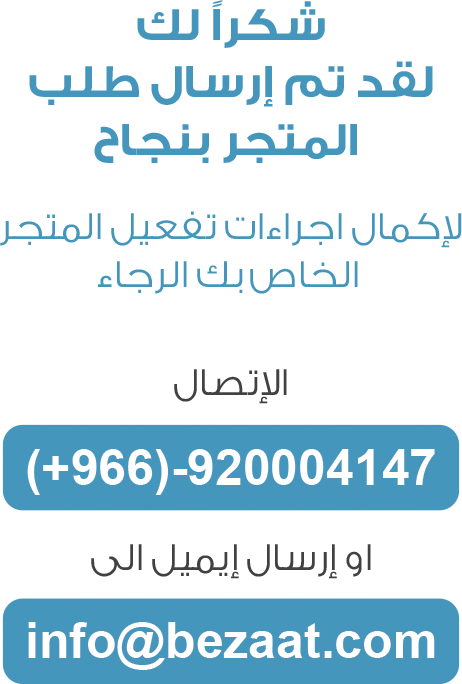 شكراً لك
لقد تم إرسال طلب
المتجر بنجاح
لإكمال اجراءات تفعيل المتجر
الخاص بك الرجاء
الإتصال
(+966)-920004147
او إرسال إيميل الى
info@bezaat.com